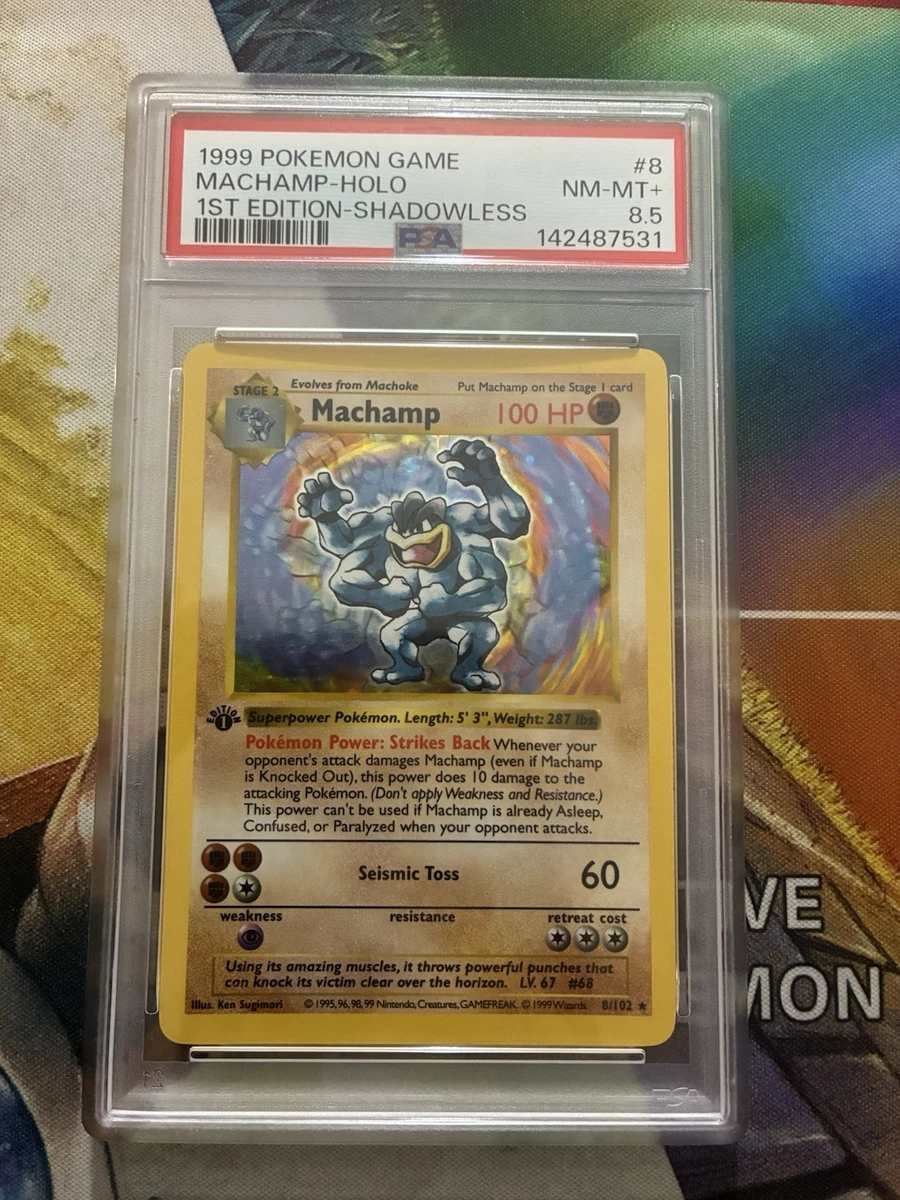 1999 POKEMON GAME #8
MACHAMP-HOLO NM-MT+
1ST EDITION-SHADOWLESS 8.5
PSA 142487531
STAGE 2 Evolves from Machoke Put Machamp on the Stage 1 card
Machamp 100 HP
EDITION 1
Superpower Pokémon. Length: 5' 3", Weight: 287 lbs.
Pokémon Power: Strikes Back Whenever your
opponent's attack damages Machamp (even if Machamp
is Knocked Out), this power does 10 damage to the
attacking Pokémon. (Don't apply Weakness and Resistance.)
This power can't be used if Machamp is already Asleep,
Confused, or Paralyzed when your opponent attacks.
Seismic Toss 60
weakness resistance retreat cost
Using its amazing muscles, it throws powerful punches that
can knock its victim clear over the horizon. LV. 67 #68
Illus. Ken Sugimori © 1995, 96, 98, 99 Nintendo, Creatures, GAMEFREAK. © 1999 Wizards. 8/102 ★
PSA
VE
MON